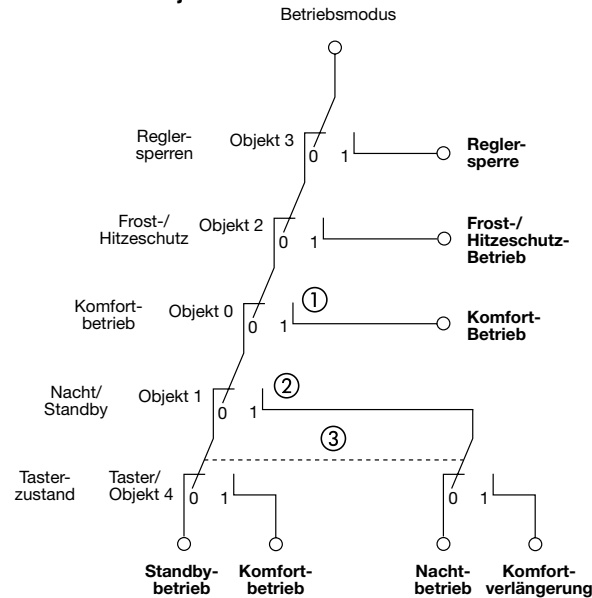 Betriebsmodus
Regler-
sperren
Objekt 3
0
1
Regler-
sperre
Frost-/
Hitzeschutz
Objekt 2
0
1
Frost-/
Hitzeschutz-
Betrieb
Komfort-
betrieb
Objekt 0
0
1
①
Komfort-
Betrieb
Nacht/
Standby
Objekt 1
0
1
②
③
Taster-
zustand
Taster/
Objekt 4
0
1
0
1
Standby-
betrieb
Komfort-
betrieb
Nacht-
betrieb
Komfort-
verlängerung